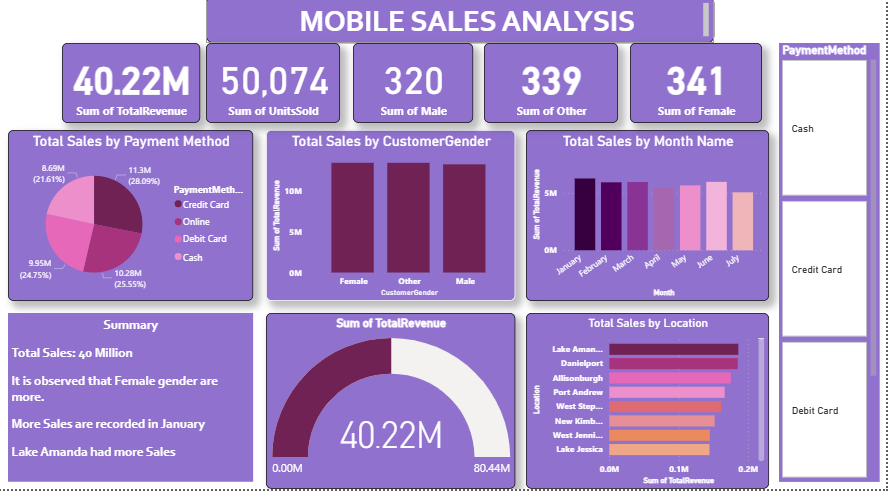 MOBILE SALES ANALYSIS
40.22M
Sum of TotalRevenue
50,074
Sum of UnitsSold
320
Sum of Male
339
Sum of Other
341
Sum of Female
PaymentMethod
Cash
Credit Card
Debit Card
Total Sales by Payment Method
8.69M
(21.61%)
11.3M
(28.09%)
9.95M
(24.75%)
10.28M
(25.55%)
PaymentMeth...
Credit Card
Online
Debit Card
Cash
Total Sales by CustomerGender
Sum of TotalRevenue
10M
5M
0M
Female
Other
Male
CustomerGender
Total Sales by Month Name
Sum of TotalRevenue
5M
0M
January
February
March
April
May
June
July
Month
Summary
Total Sales: 40 Million
It is observed that Female gender are
more.
More Sales are recorded in January
Lake Amanda had more Sales
Sum of TotalRevenue
40.22M
0.00M
80.44M
Total Sales by Location
Location
Lake Aman...
Danielport
Allisonburgh
Port Andrew
West Step...
New Kimb...
West Jenni...
Lake Jessica
0.0M
0.1M
0.2M
Sum of TotalRevenue